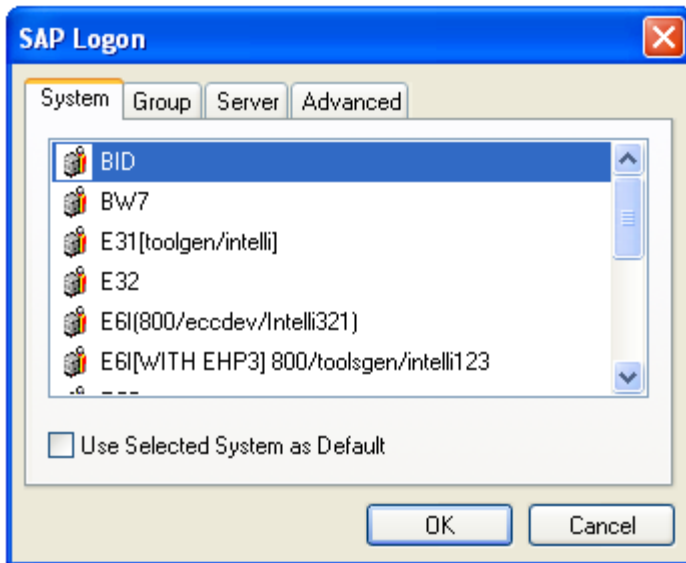 SAP Logon
System Group Server Advanced
BID
BW7
E31[toolgen/intelli]
E32
E6I(800/eccdev/Intelli321)
E6I[WITH EHP3] 800/toolsgen/intelli123
Use Selected System as Default
OK Cancel